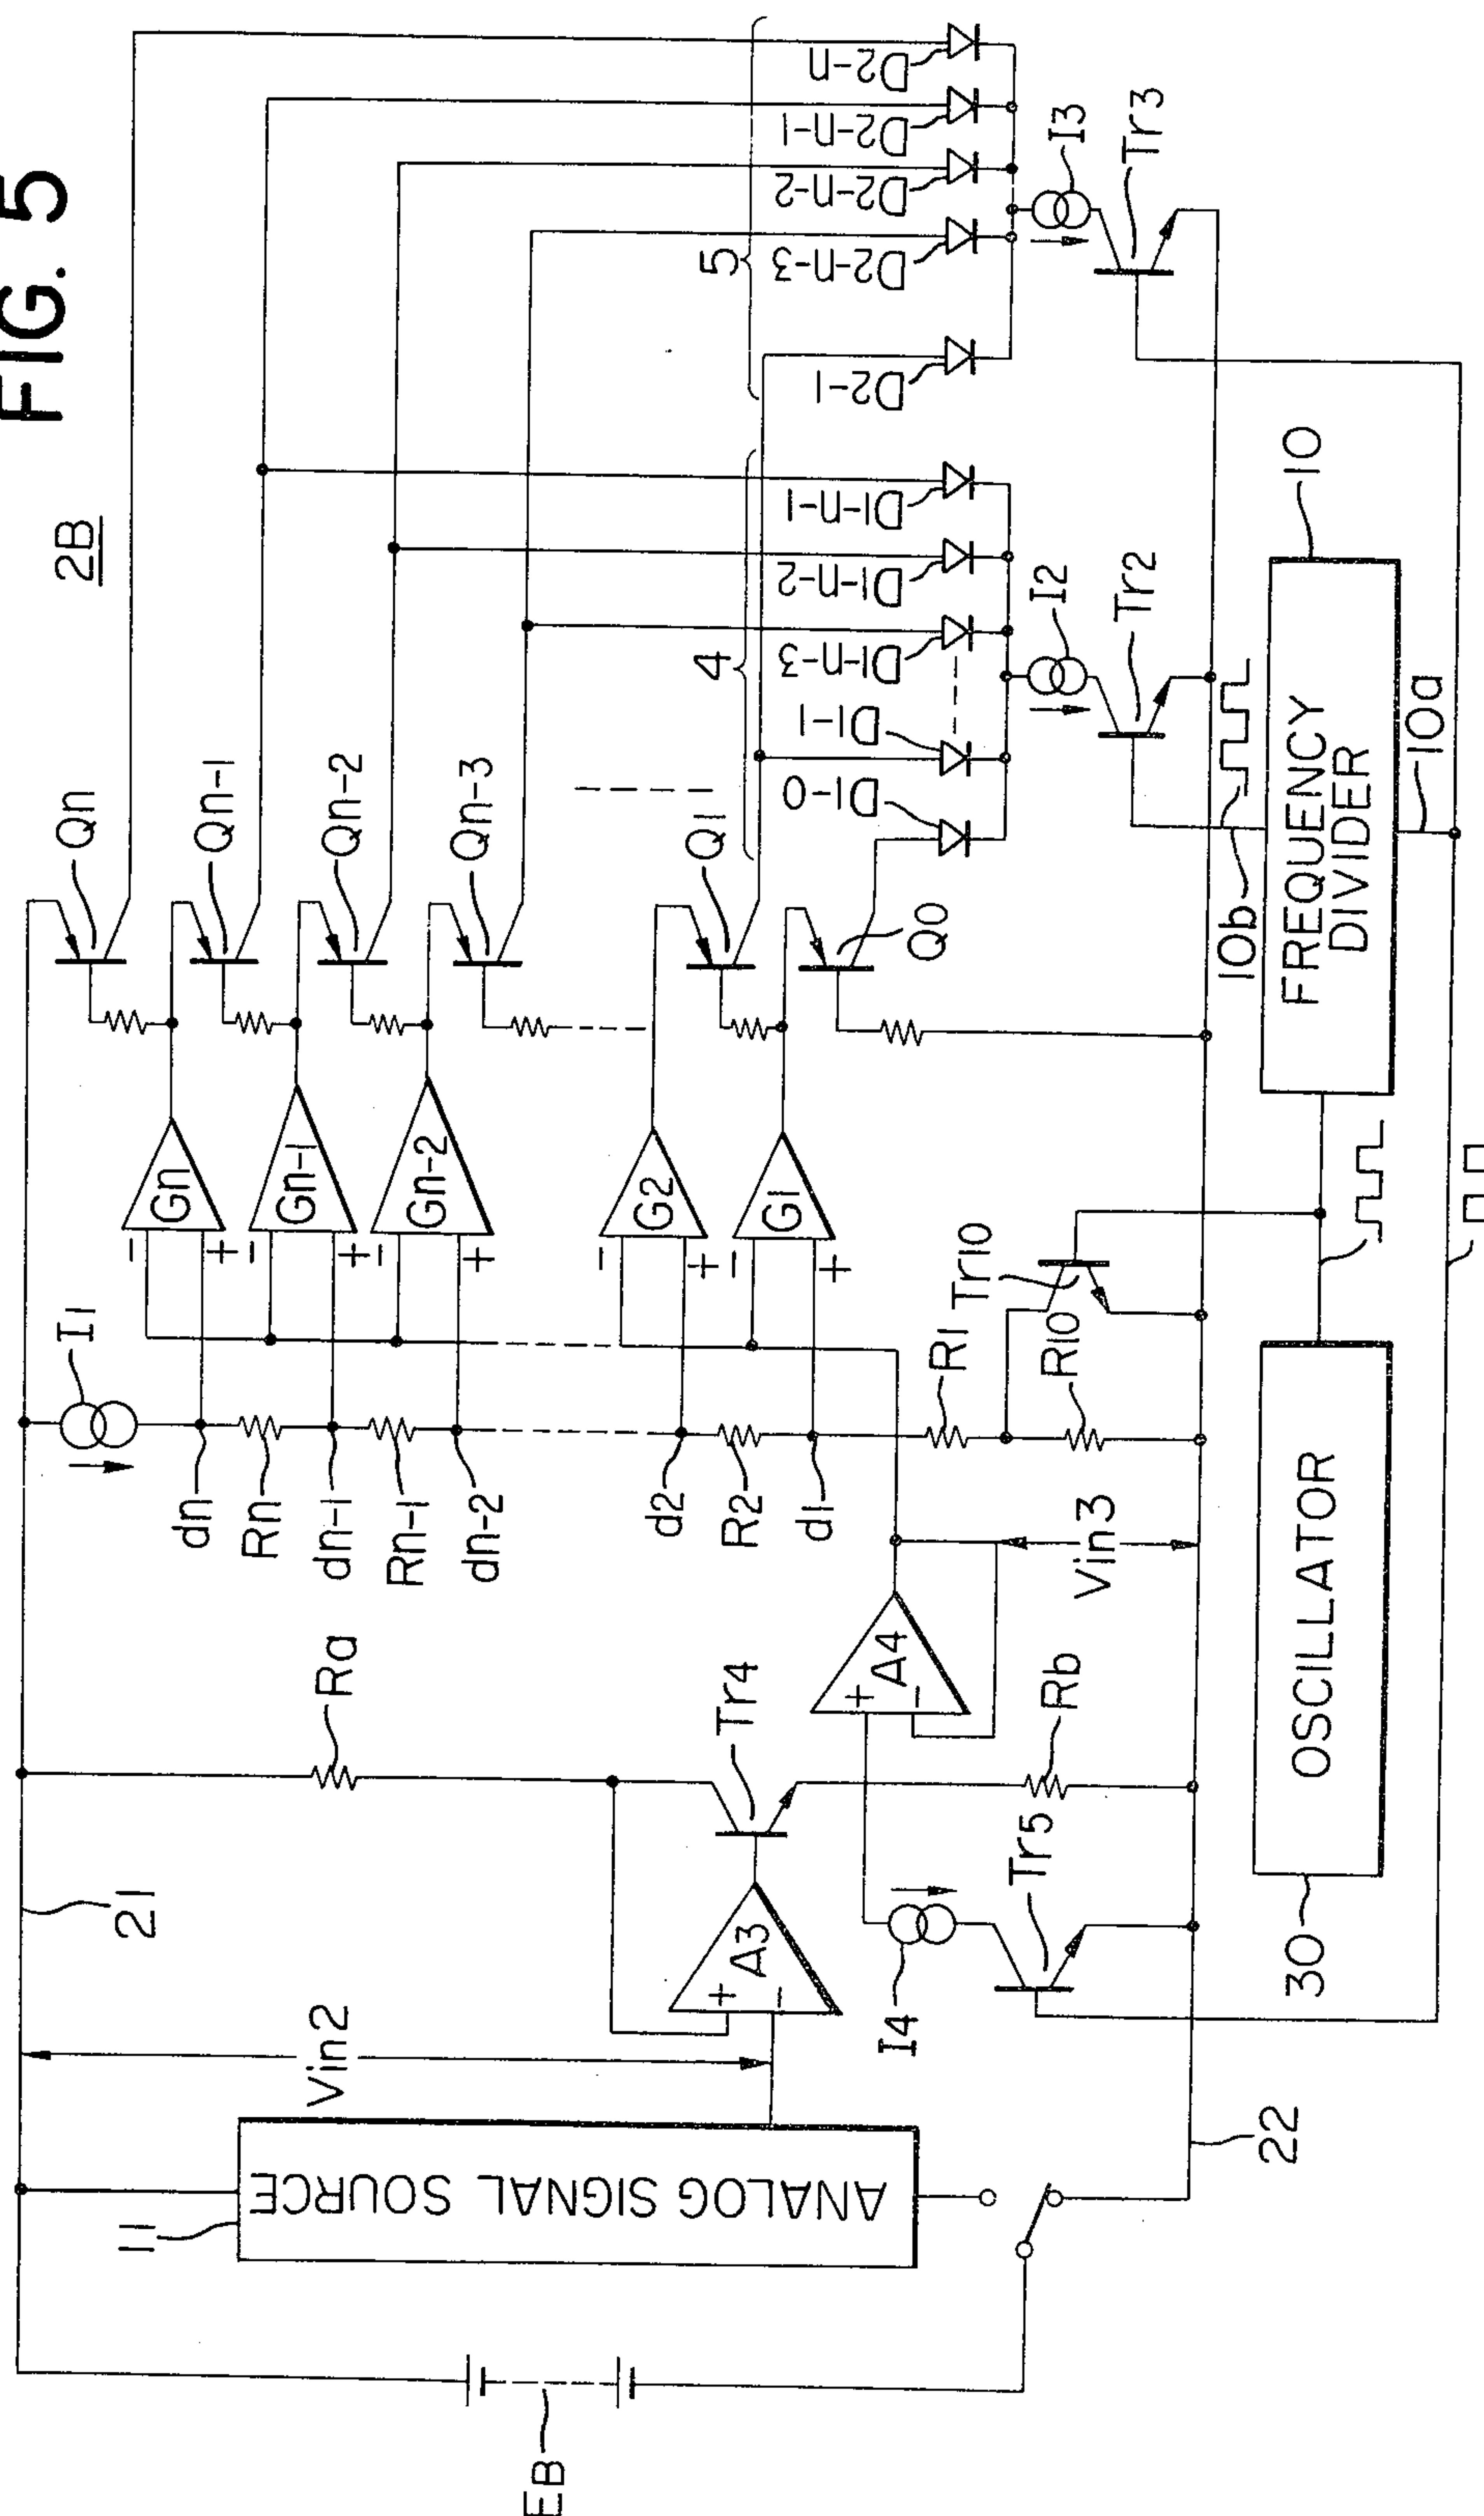 FIG. 5
2B
Qn
Qn-1
Qn-2
Qn-3
Q1
Q0
D2-n
D2-n-1
D2-n-2
D2-n-3
D2-1
5
D1-n-1
D1-n-2
D1-n-3
D1-1
D1-0
4
I3
Tr3
I2
Tr2
10
FREQUENCY
DIVIDER
10a
10b
Gn
Gn-1
Gn-2
G2
G1
- + - + - +
- + - +
I1
dn
Rn
dn-1
Rn-1
dn-2
d2
R2
d1
R1
R10
Tr10
Vin3
OSCILLATOR
30
Ra
Tr4
A4
+
-
Rb
Tr5
I4
A3
+
-
21
Vin2
22
ANALOG SIGNAL SOURCE
11
EB